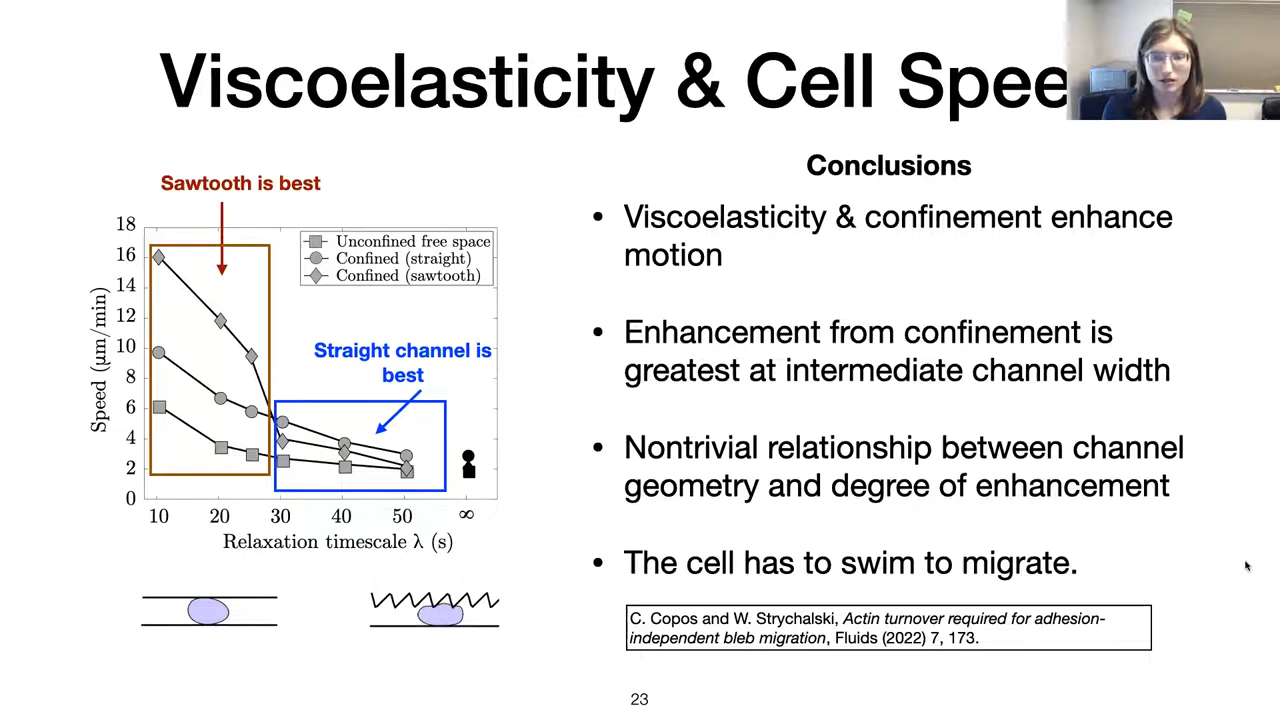 Viscoelasticity & Cell Spee
Conclusions
Sawtooth is best
Straight channel is
best
Unconfined free space
Confined (straight)
Confined (sawtooth)
18
16
14
12
10
8
6
4
2
0
Speed (μm/min)
10 20 30 40 50 ∞
Relaxation timescale λ (s)
• Viscoelasticity & confinement enhance
motion
• Enhancement from confinement is
greatest at intermediate channel width
• Nontrivial relationship between channel
geometry and degree of enhancement
• The cell has to swim to migrate.
C. Copos and W. Strychalski, Actin turnover required for adhesion-
independent bleb migration, Fluids (2022) 7, 173.
23